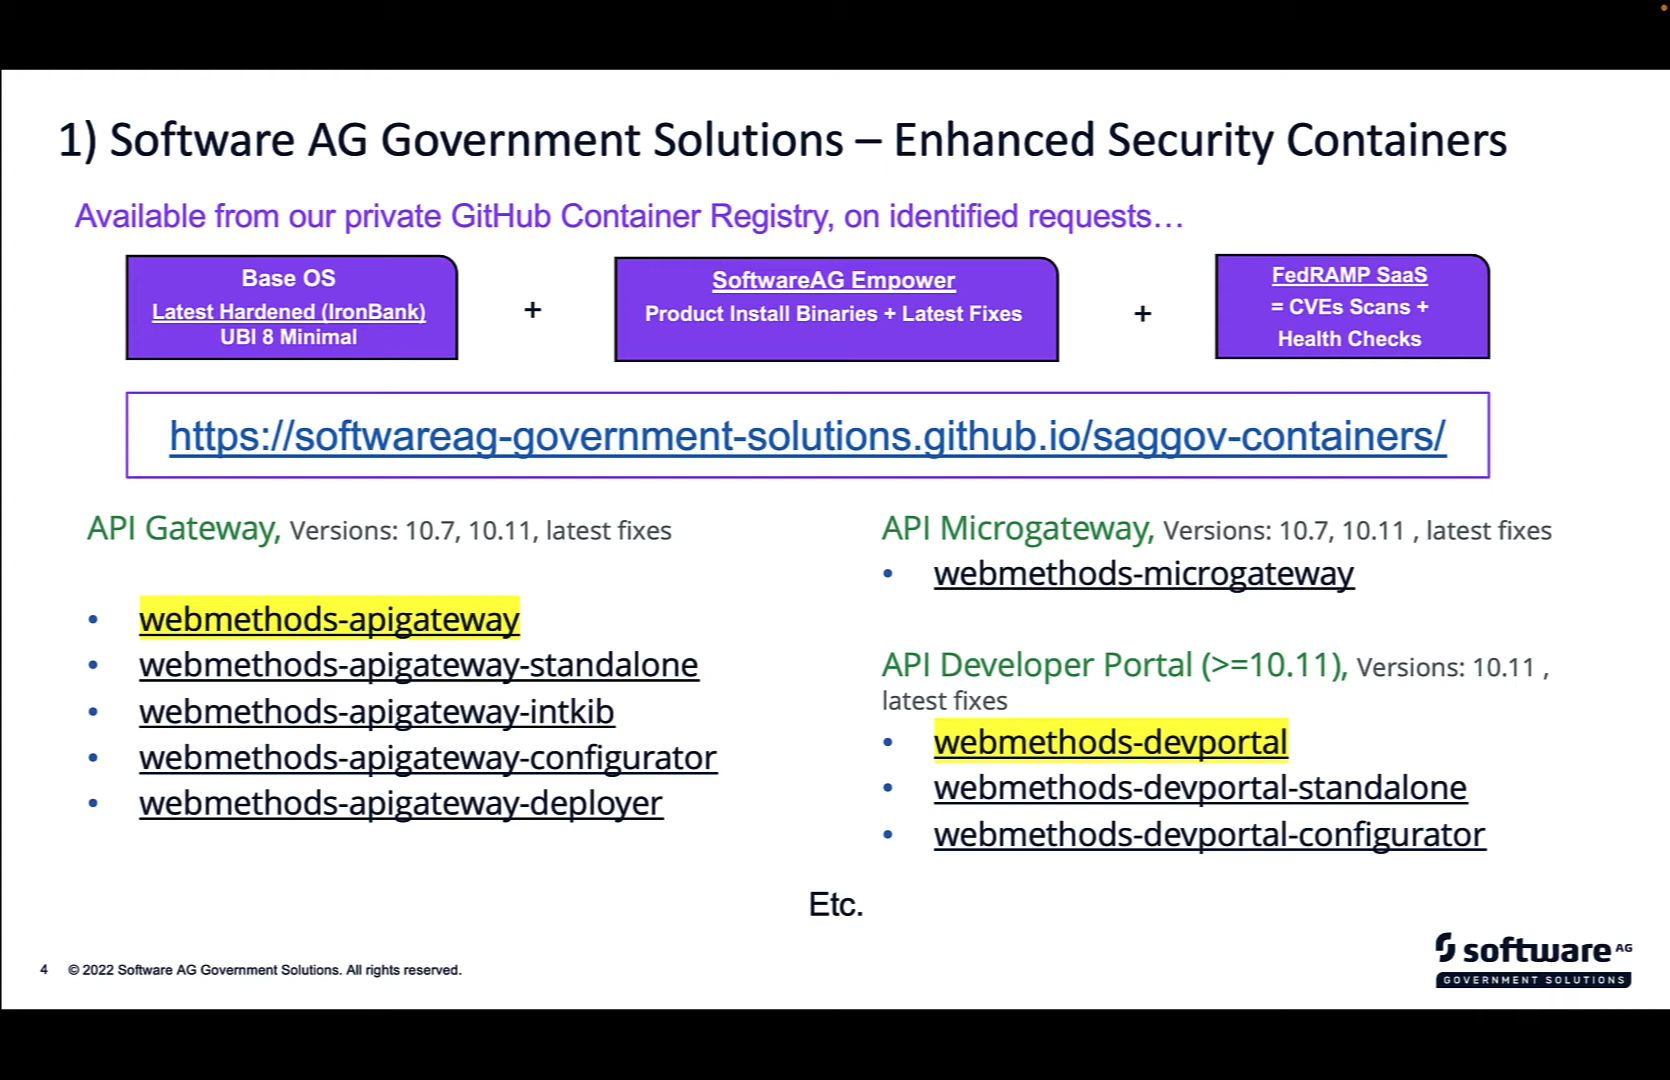 1) Software AG Government Solutions – Enhanced Security Containers
Available from our private GitHub Container Registry, on identified requests…
Base OS
Latest Hardened (IronBank)
UBI 8 Minimal
+
SoftwareAG Empower
Product Install Binaries + Latest Fixes
+
FedRAMP SaaS
= CVEs Scans +
Health Checks
https://softwareag-government-solutions.github.io/saggov-containers/
API Gateway, Versions: 10.7, 10.11, latest fixes
• webmethods-apigateway
• webmethods-apigateway-standalone
• webmethods-apigateway-intkib
• webmethods-apigateway-configurator
• webmethods-apigateway-deployer
API Microgateway, Versions: 10.7, 10.11 , latest fixes
• webmethods-microgateway
API Developer Portal (>=10.11), Versions: 10.11 ,
latest fixes
• webmethods-devportal
• webmethods-devportal-standalone
• webmethods-devportal-configurator
Etc.
4 © 2022 Software AG Government Solutions. All rights reserved.
software AG
GOVERNMENT SOLUTIONS